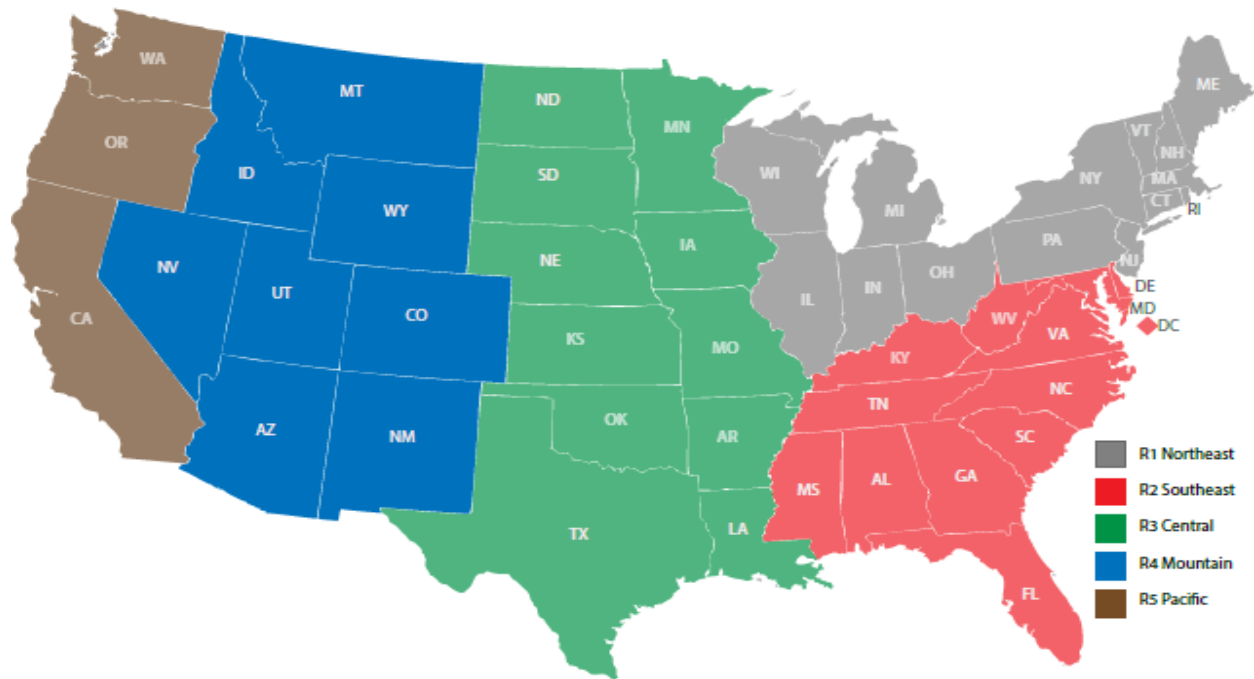 WA
MT
ND
MN
ME
OR
ID
SD
WI
VT
NH
WY
MI
NY
MA
CT
RI
NV
NE
IA
PA
UT
CO
IL
IN
OH
NJ
DE
MD
DC
CA
KS
MO
WV
VA
KY
AZ
NM
OK
AR
TN
NC
SC
TX
LA
MS
AL
GA
FL
R1 Northeast
R2 Southeast
R3 Central
R4 Mountain
R5 Pacific